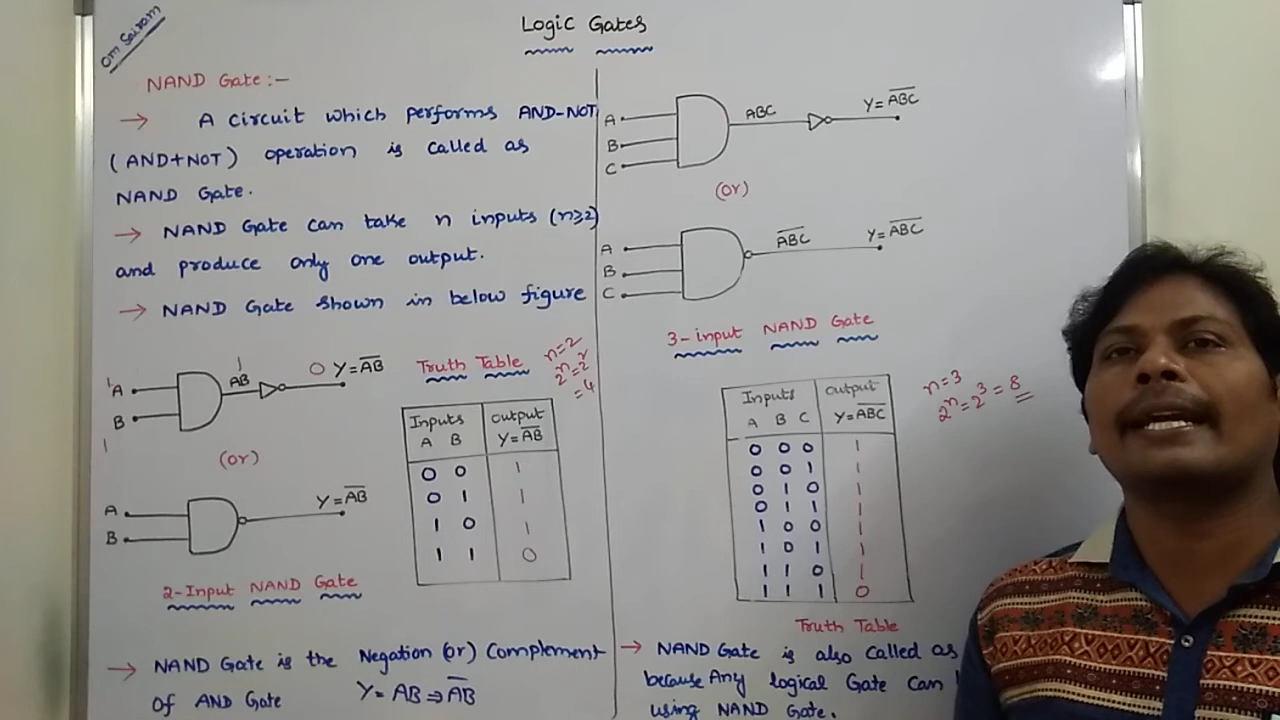 Om Sairam
Logic Gates
NAND Gate:-
→ A circuit which performs AND-NOT
(AND+NOT) operation is called as
NAND Gate.
→ NAND Gate can take n inputs (n≥2)
and produce only one output.
→ NAND Gate shown in below figure
1 A
B
1
1
AB
0 Y=A̅B̅
(or)
A
B
Y=A̅B̅
2-Input NAND Gate
Truth Table
n=2
2ⁿ=2²
=4
Inputs output
A B Y=A̅B̅
0 0 1
0 1 1
1 0 1
1 1 0
→ NAND Gate is the Negation (or) Complement
of AND Gate Y=AB⇒A̅B̅
A
B
C
ABC
Y=A̅B̅C̅
(or)
A
B
C
A̅B̅C̅
Y=A̅B̅C̅
3-input NAND Gate
Inputs output
A B C Y=A̅B̅C̅
0 0 0 1
0 0 1 1
0 1 0 1
0 1 1 1
1 0 0 1
1 0 1 1
1 1 0 1
1 1 1 0
Truth Table
n=3
2ⁿ=2³=8
→ NAND Gate is also called as
because Any logical Gate can
using NAND Gate.